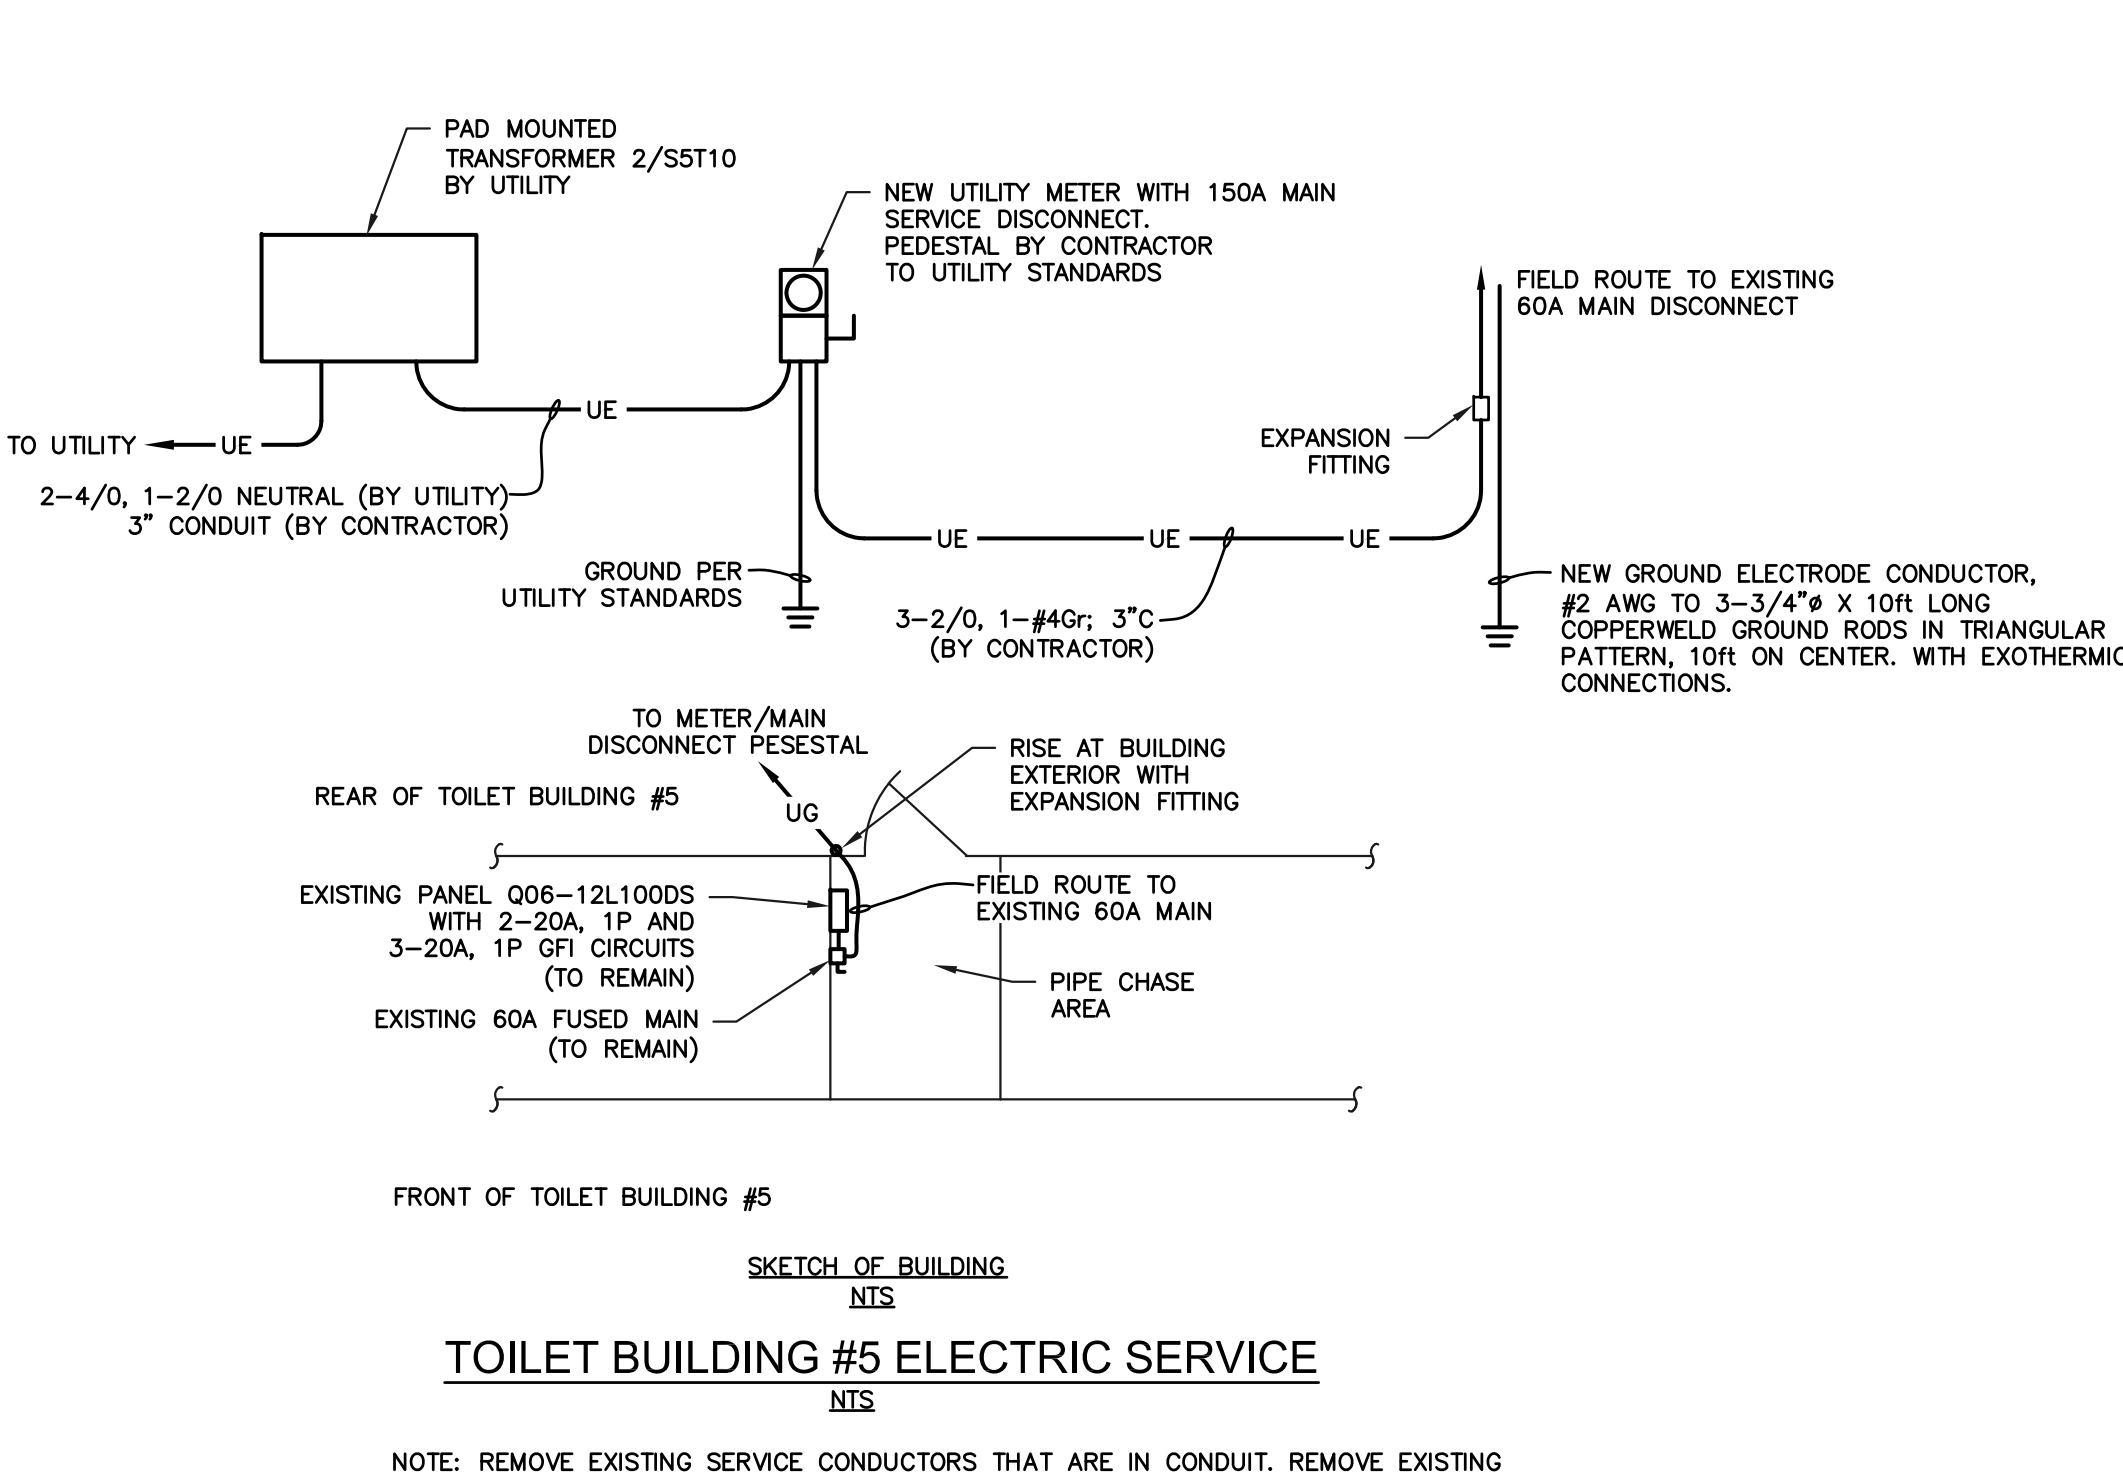 PAD MOUNTED
TRANSFORMER 2/S5T10
BY UTILITY
NEW UTILITY METER WITH 150A MAIN
SERVICE DISCONNECT.
PEDESTAL BY CONTRACTOR
TO UTILITY STANDARDS
FIELD ROUTE TO EXISTING
60A MAIN DISCONNECT
UE
TO UTILITY
UE
EXPANSION
FITTING
2-4/0, 1-2/0 NEUTRAL (BY UTILITY)
3" CONDUIT (BY CONTRACTOR)
UE
UE
UE
GROUND PER
UTILITY STANDARDS
3-2/0, 1-#4Gr; 3"C
(BY CONTRACTOR)
NEW GROUND ELECTRODE CONDUCTOR,
#2 AWG TO 3-3/4"ø X 10ft LONG
COPPERWELD GROUND RODS IN TRIANGULAR
PATTERN, 10ft ON CENTER. WITH EXOTHERMIC
CONNECTIONS.
TO METER/MAIN
DISCONNECT PESESTAL
RISE AT BUILDING
EXTERIOR WITH
EXPANSION FITTING
REAR OF TOILET BUILDING #5
UG
EXISTING PANEL QO6-12L100DS
WITH 2-20A, 1P AND
3-20A, 1P GFI CIRCUITS
(TO REMAIN)
FIELD ROUTE TO
EXISTING 60A MAIN
EXISTING 60A FUSED MAIN
(TO REMAIN)
PIPE CHASE
AREA
FRONT OF TOILET BUILDING #5
SKETCH OF BUILDING
NTS
TOILET BUILDING #5 ELECTRIC SERVICE
NTS
NOTE: REMOVE EXISTING SERVICE CONDUCTORS THAT ARE IN CONDUIT. REMOVE EXISTING